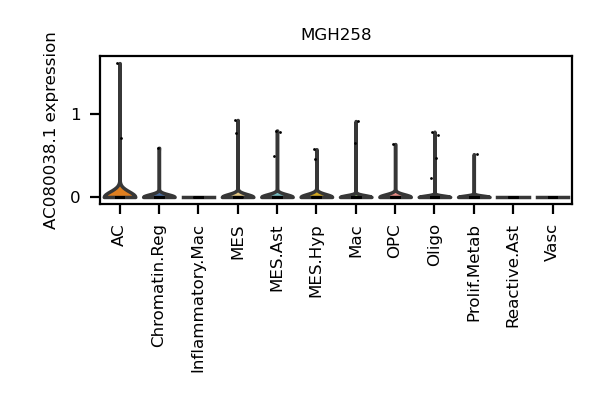 MGH258
AC080038.1 expression
1
0
AC
Chromatin.Reg
Inflammatory.Mac
MES
MES.Ast
MES.Hyp
Mac
OPC
Oligo
Prolif.Metab
Reactive.Ast
Vasc